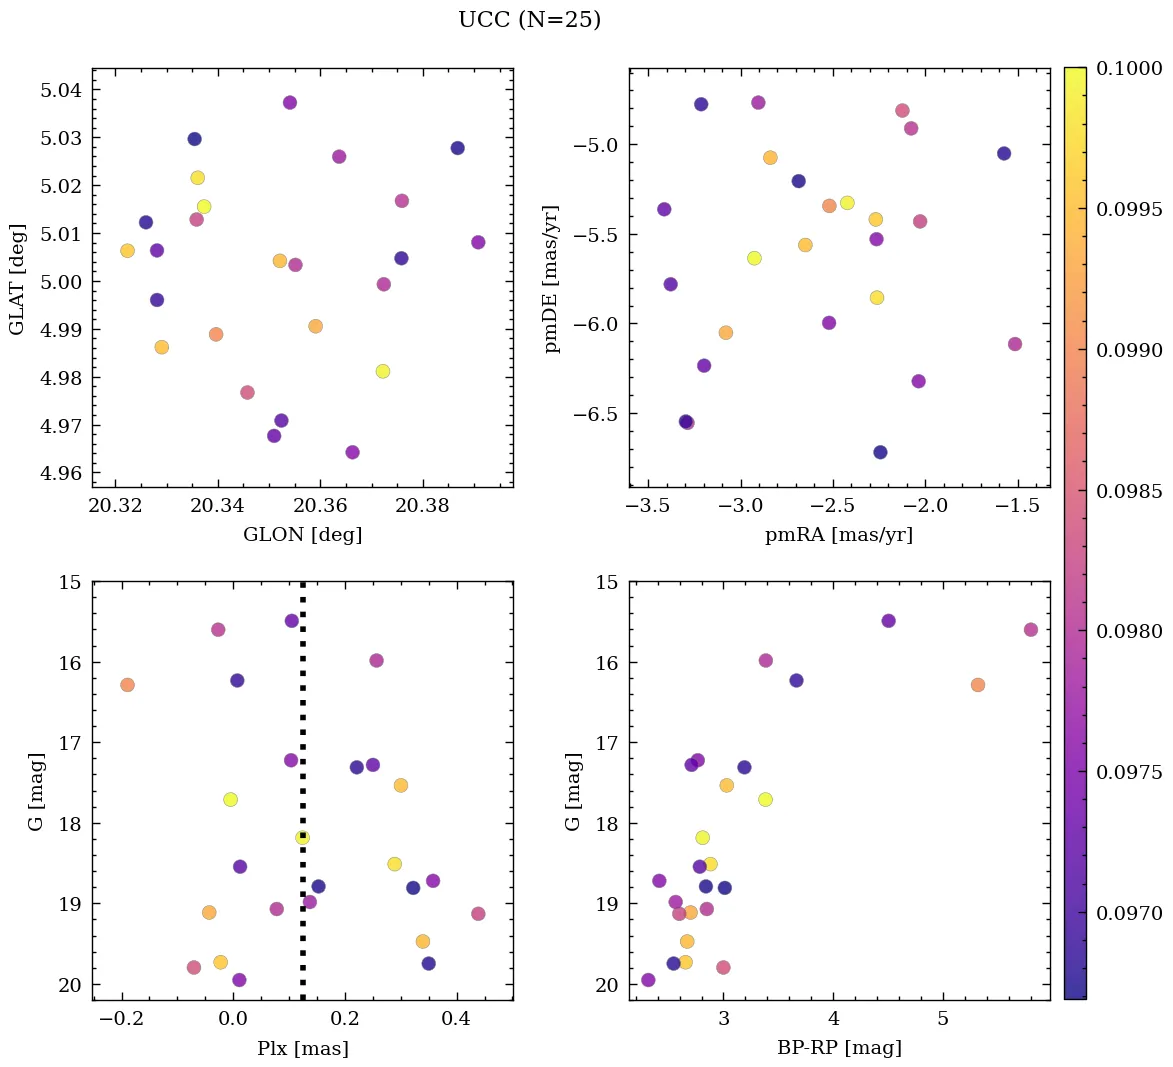 UCC (N=25)
5.04
5.03
5.02
5.01
5.00
4.99
4.98
4.97
4.96
GLAT [deg]
20.32 20.34 20.36 20.38
GLON [deg]
−5.0
−5.5
−6.0
−6.5
pmDE [mas/yr]
−3.5 −3.0 −2.5 −2.0 −1.5
pmRA [mas/yr]
0.1000
0.0995
0.0990
0.0985
0.0980
0.0975
0.0970
15
16
17
18
19
20
G [mag]
−0.2 0.0 0.2 0.4
Plx [mas]
15
16
17
18
19
20
G [mag]
3 4 5
BP-RP [mag]